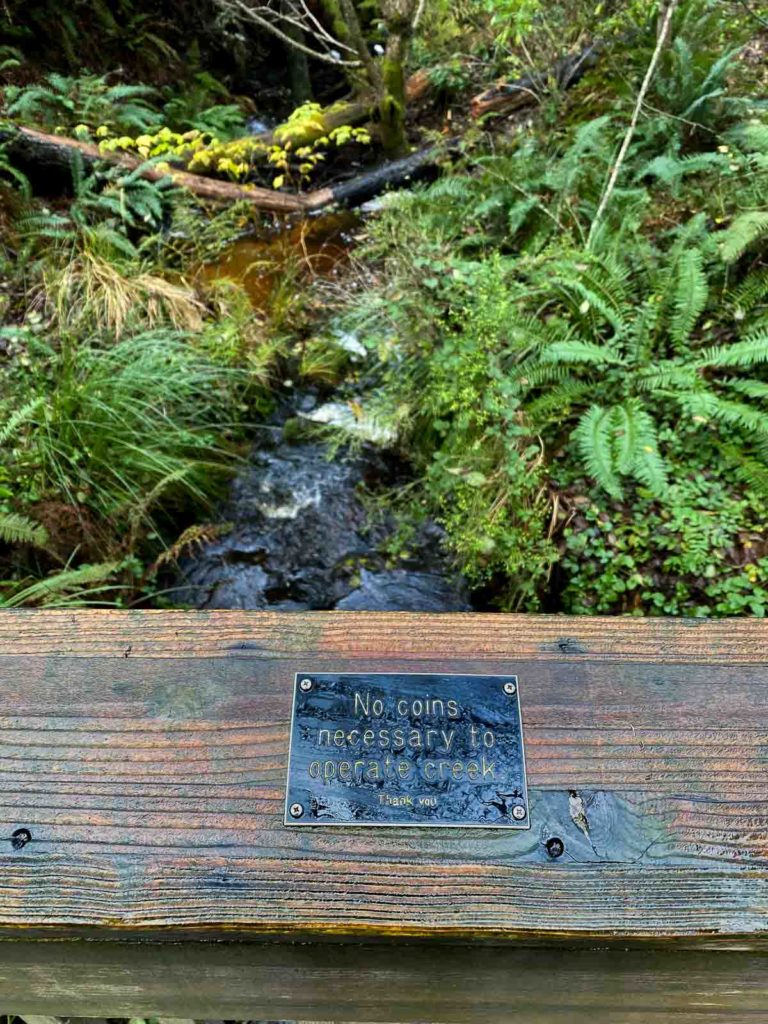 No coins
necessary to
operate creek
Thank you